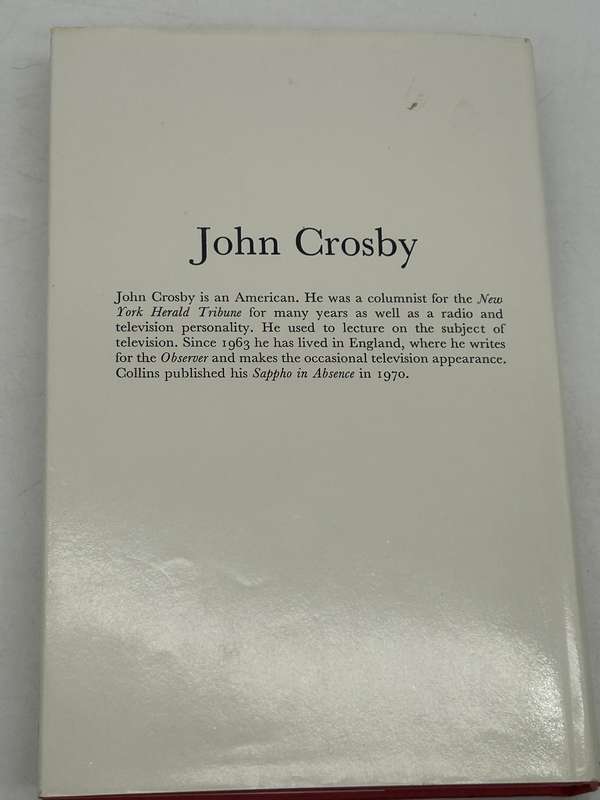 John Crosby
John Crosby is an American. He was a columnist for the New
York Herald Tribune for many years as well as a radio and
television personality. He used to lecture on the subject of
television. Since 1963 he has lived in England, where he writes
for the Observer and makes the occasional television appearance.
Collins published his Sappho in Absence in 1970.